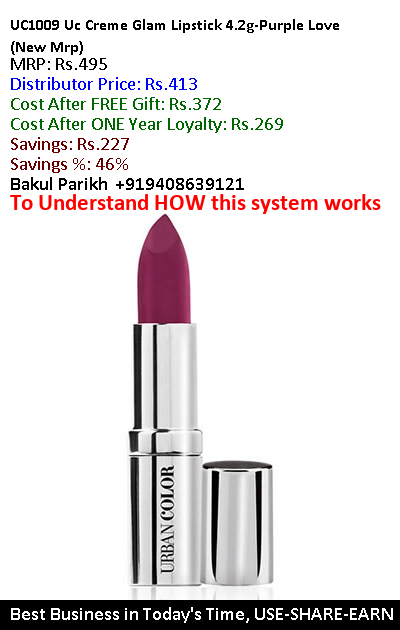 UC1009 Uc Creme Glam Lipstick 4.2g-Purple Love
(New Mrp)
MRP: Rs.495
Distributor Price: Rs.413
Cost After FREE Gift: Rs.372
Cost After ONE Year Loyalty: Rs.269
Savings: Rs.227
Savings %: 46%
Bakul Parikh +919408639121
To Understand HOW this system works
URBAN COLOR
Best Business in Today's Time, USE-SHARE-EARN